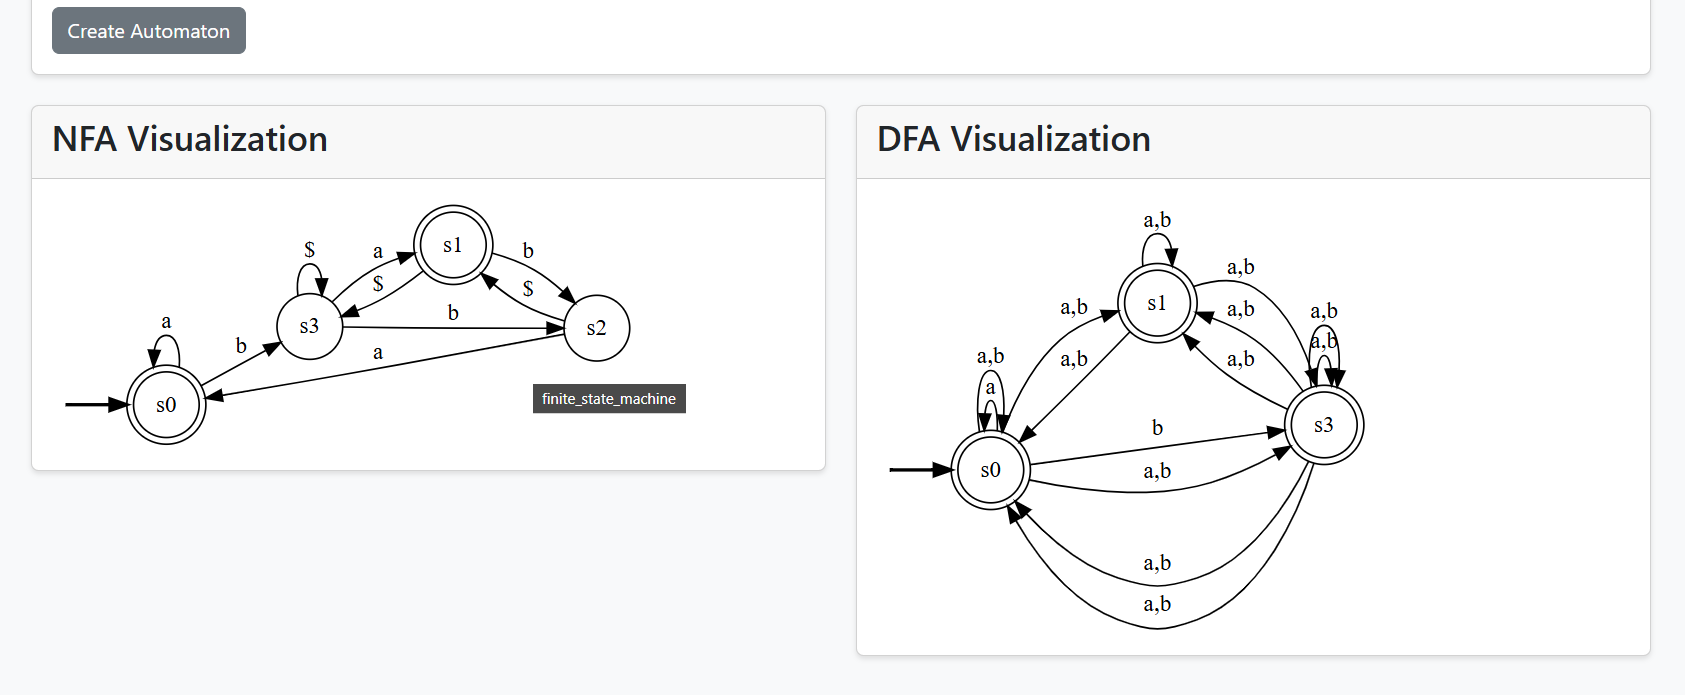 Create Automaton
NFA Visualization
$
a
s1
b
$
$
a
s3
b
s2
b
a
s0
finite_state_machine
DFA Visualization
a,b
a,b
s1
a,b
a,b
a,b
a,b
a,b
a,b
a,b
a,b
a
b
s3
s0
a,b
a,b
a,b